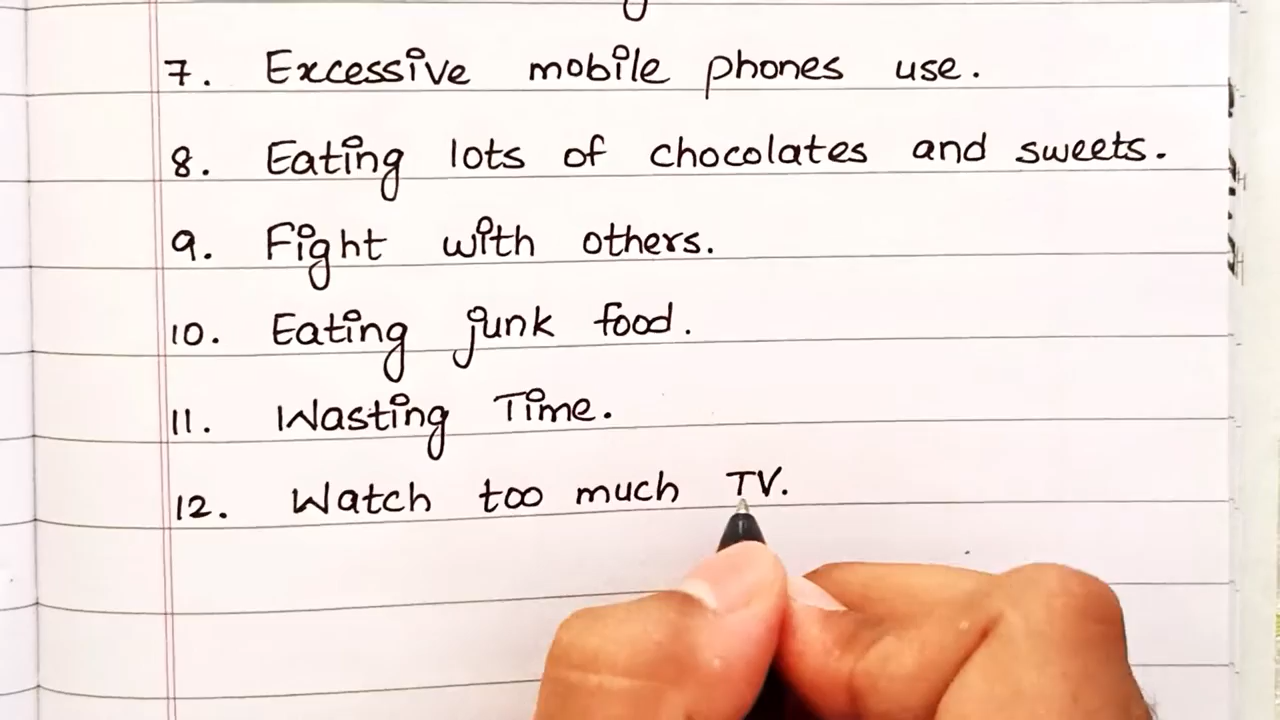 7. Excessive mobile phones use.
8. Eating lots of chocolates and sweets.
9. Fight with others.
10. Eating junk food.
11. Wasting Time.
12. Watch too much TV.